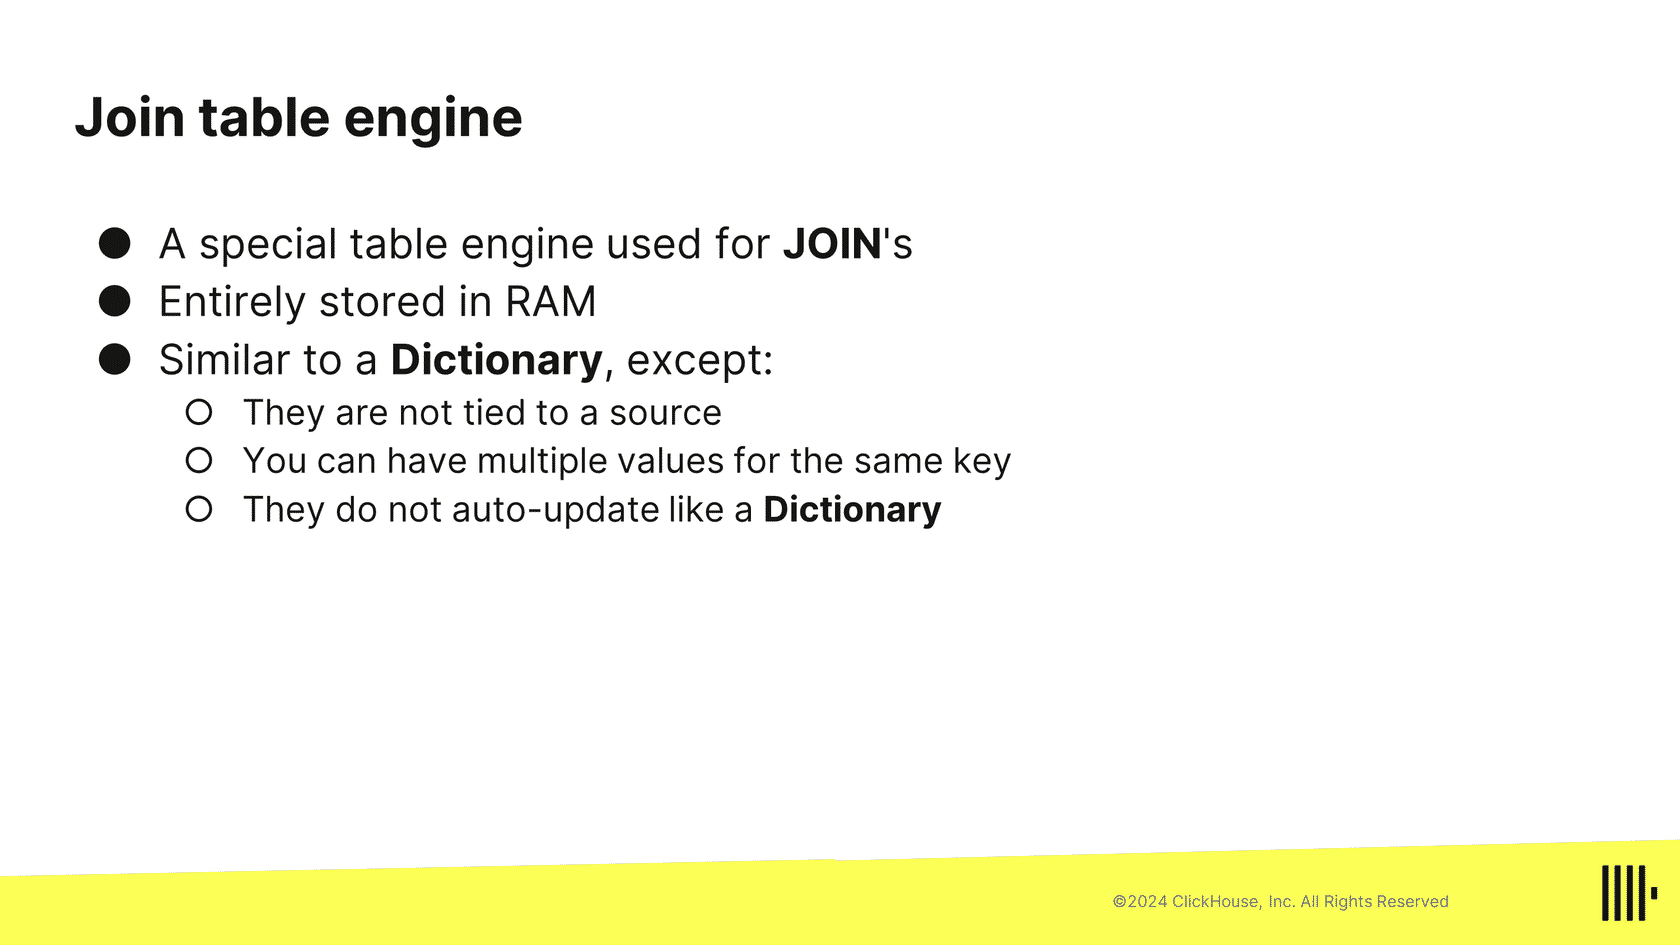 Join table engine
● A special table engine used for JOIN's
● Entirely stored in RAM
● Similar to a Dictionary, except:
○ They are not tied to a source
○ You can have multiple values for the same key
○ They do not auto-update like a Dictionary
©2024 ClickHouse, Inc. All Rights Reserved